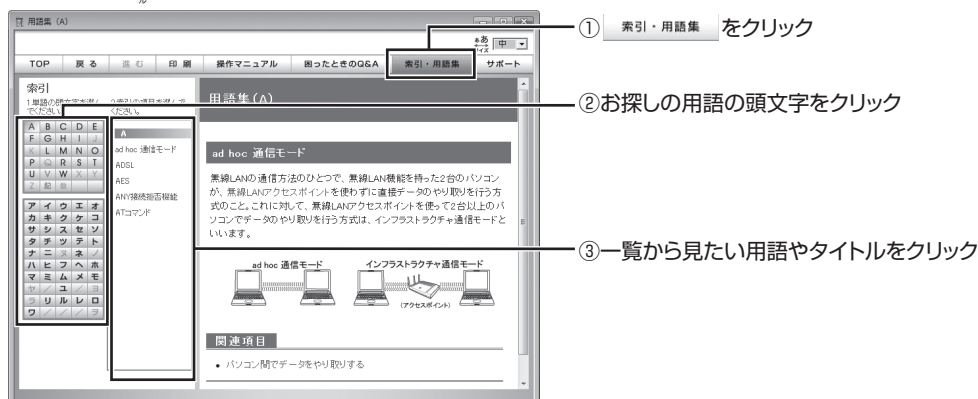 用語集 (A)
サイズ 中
TOP 戻る 進む 印刷 操作マニュアル 困ったときのQ&A 索引・用語集 サポート
索引
用語集(A)
A B C D E
F G H I J
K L M N O
P Q R S T
U V W X Y
Z 記 数
ア イ ウ エ オ
カ キ ク ケ コ
サ シ ス セ ソ
タ チ ツ テ ト
ナ ニ ヌ ネ ノ
ハ ヒ フ ヘ ホ
マ ミ ム メ モ
ヤ / ユ / ヨ
ラ リ ル レ ロ
ワ / / / ヲ
A
ad hoc 通信モード
ADSL
AES
ANY接続拒否機能
ATコマンド
ad hoc 通信モード
無線LANの通信方法のひとつで、無線LAN機能を持った2台のパソコン
が、無線LANアクセスポイントを使わずに直接データのやり取りを行う方
式のこと。これに対して、無線LANアクセスポイントを使って2台以上のパ
ソコンでデータのやり取りを行う方式は、インフラストラクチャ通信モードと
いいます。
ad hoc 通信モード インフラストラクチャ通信モード
(アクセスポイント)
関連項目
• パソコン間でデータをやり取りする
① 索引・用語集 をクリック
②お探しの用語の頭文字をクリック
③一覧から見たい用語やタイトルをクリック